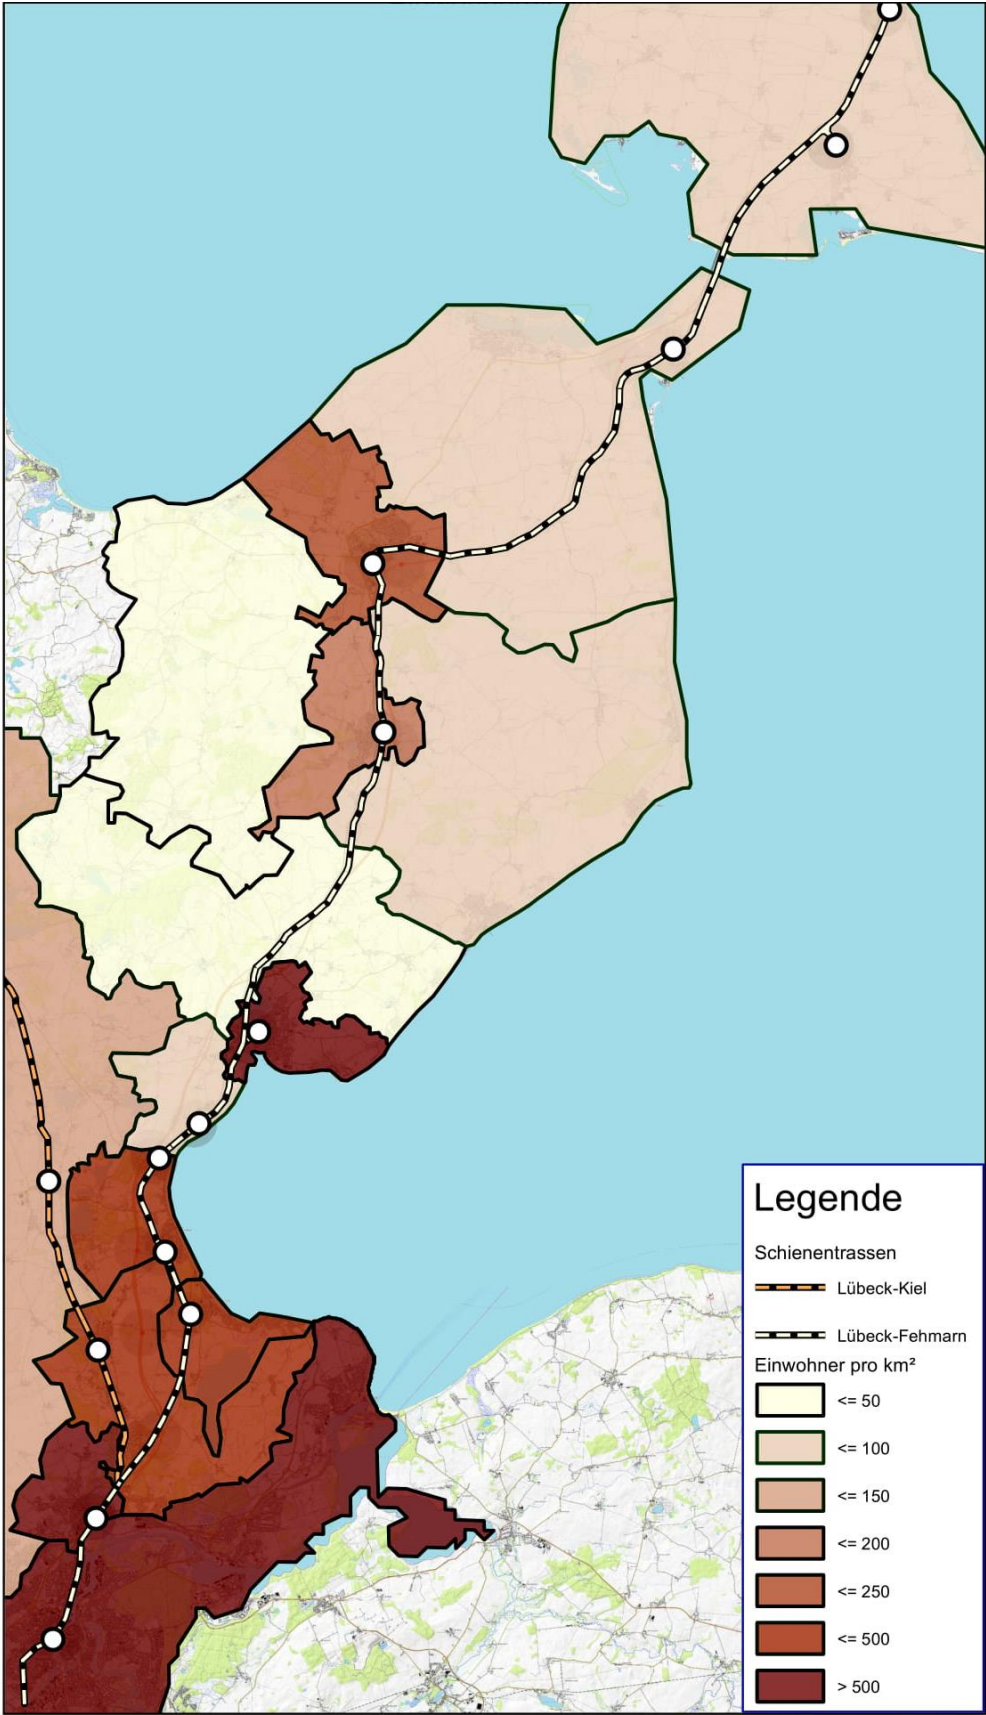 Legende
Schienentrassen
Lübeck-Kiel
Lübeck-Fehmarn
Einwohner pro km²
<= 50
<= 100
<= 150
<= 200
<= 250
<= 500
> 500